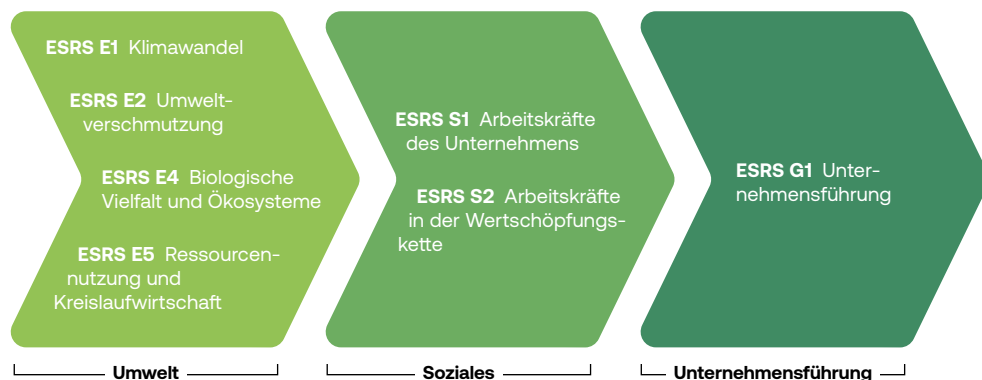 ESRS E1 Klimawandel
ESRS E2 Umwelt-
verschmutzung
ESRS E4 Biologische
Vielfalt und Ökosysteme
ESRS E5 Ressourcen-
nutzung und
Kreislaufwirtschaft
ESRS S1 Arbeitskräfte
des Unternehmens
ESRS S2 Arbeitskräfte
in der Wertschöpfungs-
kette
ESRS G1 Unter-
nehmensführung
Umwelt
Soziales
Unternehmensführung